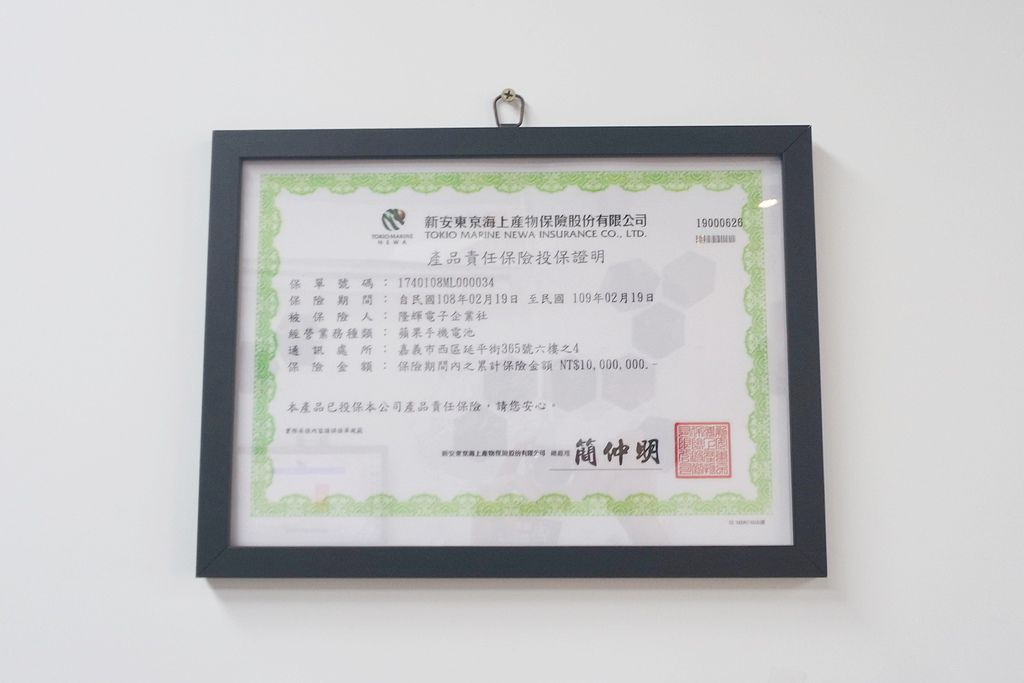 新安東京海上產物保險股份有限公司
TOKIO MARINE NEWA INSURANCE CO., LTD.
TOKIO MARINE
NEWA
19000626
產品責任保險投保證明
保單號碼：1740108ML000034
保險期間：自民國108年02月19日 至民國 109年02月19日
被保險人：隆輝電子企業社
經營業務種類：蘋果手機電池
通訊處所：嘉義市西區延平街365號六樓之4
保險金額：保險期間內之累計保險金額 NT$10,000,000.-
本產品已投保本公司產品責任保險，請您安心。
新安東京海上產物保險股份有限公司 總經理 簡仲明